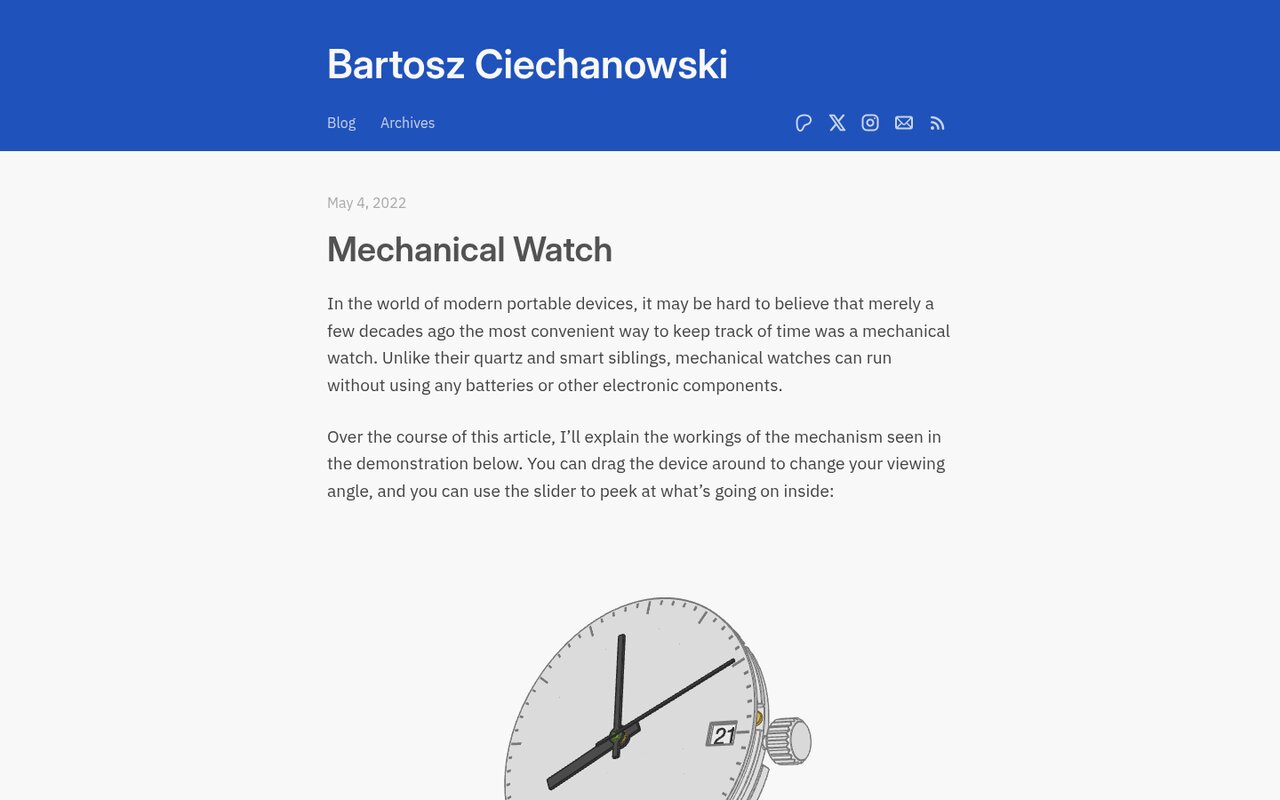 Bartosz Ciechanowski
Blog Archives
May 4, 2022
Mechanical Watch
In the world of modern portable devices, it may be hard to believe that merely a
few decades ago the most convenient way to keep track of time was a mechanical
watch. Unlike their quartz and smart siblings, mechanical watches can run
without using any batteries or other electronic components.
Over the course of this article, I’ll explain the workings of the mechanism seen in
the demonstration below. You can drag the device around to change your viewing
angle, and you can use the slider to peek at what’s going on inside:
21